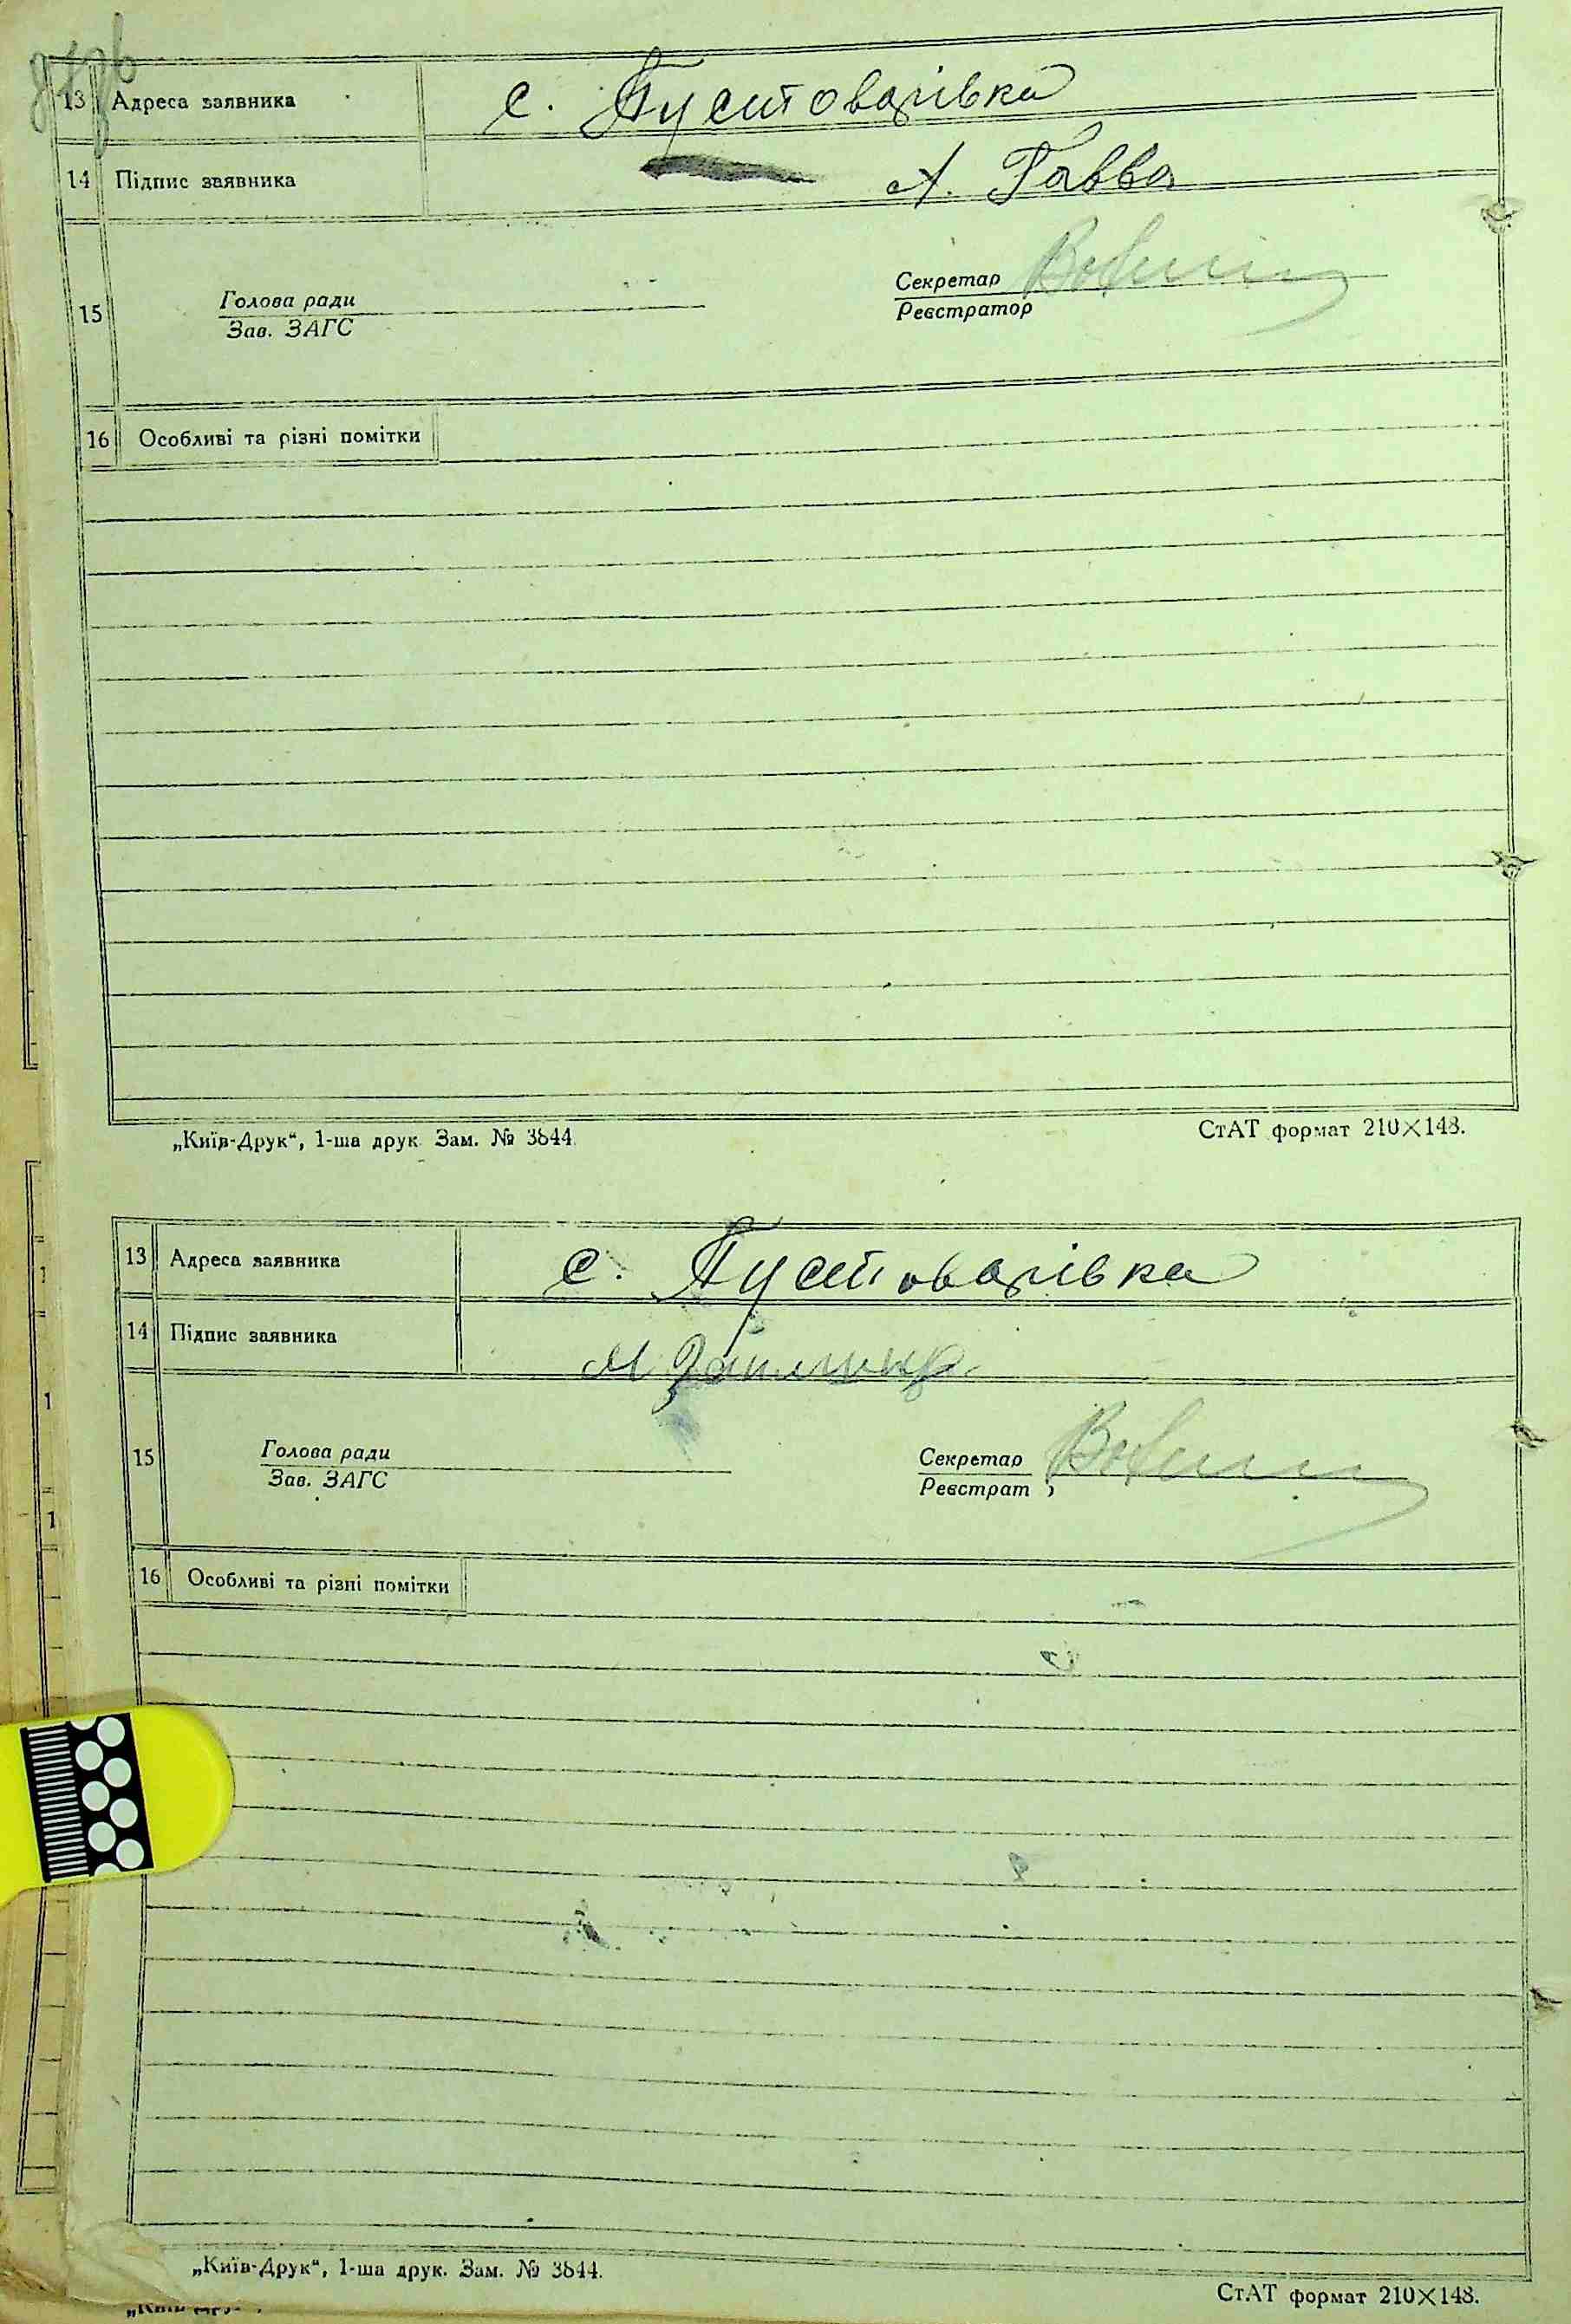 13 Адреса заявника с. Пустоварівка
14 Підпис заявника А. Гавва
15 Голова ради Секретар
Зав. ЗАГС Реєстратор
16 Особливі та різні помітки
„Київ-Друк“, 1-ша друк. Зам. № 3844. СтАТ формат 210×148.
13 Адреса заявника с. Пустоварівка
14 Підпис заявника М
15 Голова ради Секретар
Зав. ЗАГС Реєстрат
16 Особливі та різні помітки
„Київ-Друк“, 1-ша друк. Зам. № 3844. СтАТ формат 210×148.